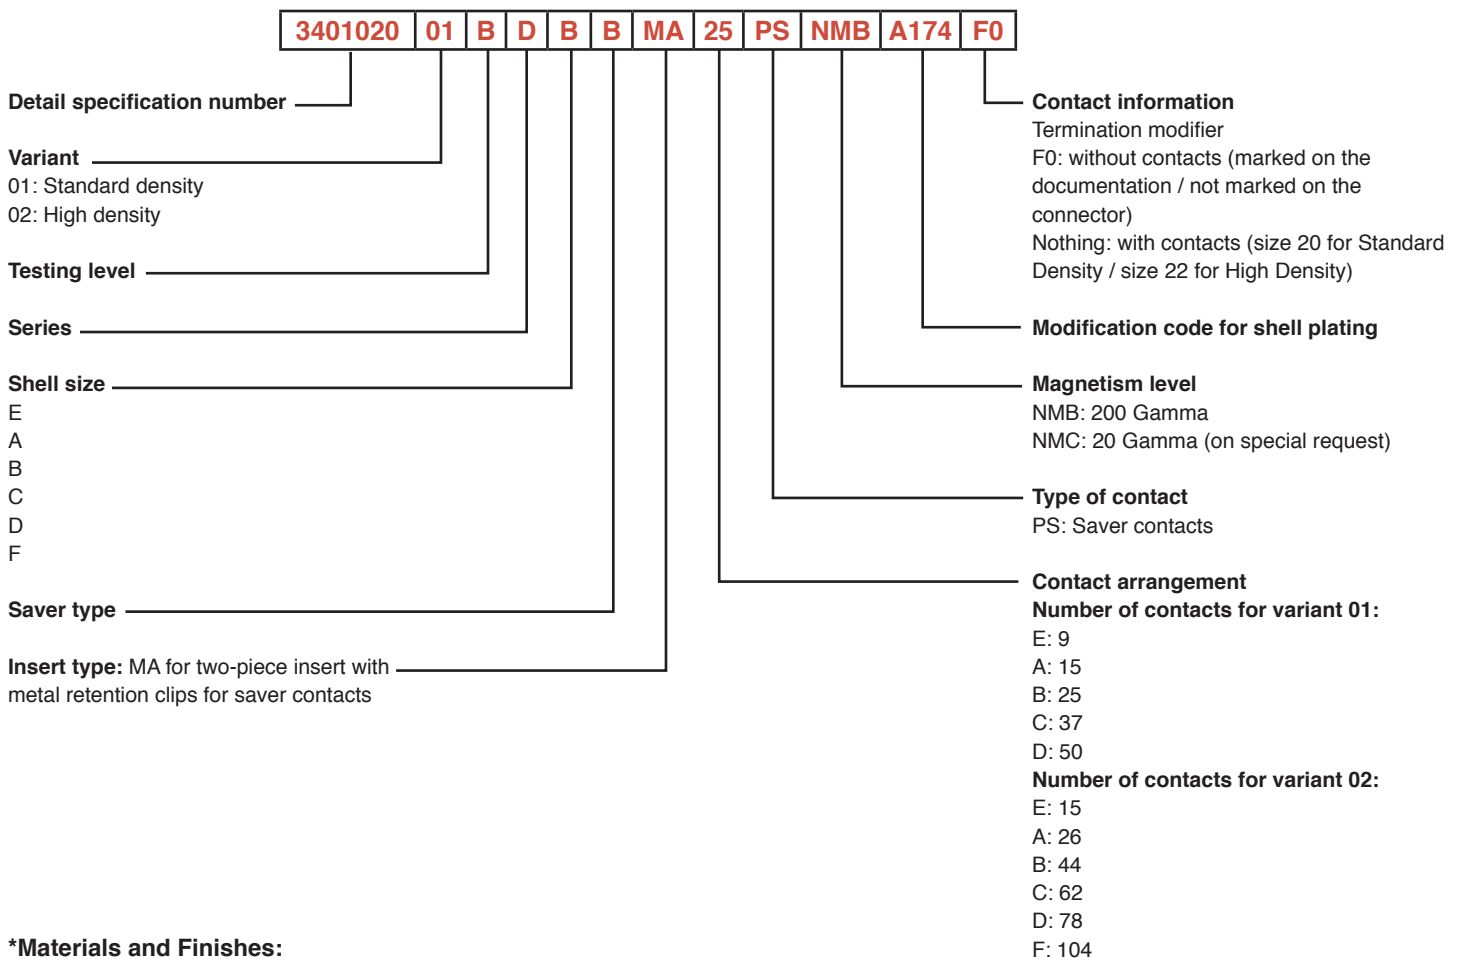 3401020 01 B D B B MA 25 PS NMB A174 F0
Detail specification number
Variant
01: Standard density
02: High density
Testing level
Series
Shell size
E
A
B
C
D
F
Saver type
Insert type: MA for two-piece insert with
metal retention clips for saver contacts
*Materials and Finishes:
Contact information
Termination modifier
F0: without contacts (marked on the
documentation / not marked on the
connector)
Nothing: with contacts (size 20 for Standard
Density / size 22 for High Density)
Modification code for shell plating
Magnetism level
NMB: 200 Gamma
NMC: 20 Gamma (on special request)
Type of contact
PS: Saver contacts
Contact arrangement
Number of contacts for variant 01:
E: 9
A: 15
B: 25
C: 37
D: 50
Number of contacts for variant 02:
E: 15
A: 26
B: 44
C: 62
D: 78
F: 104